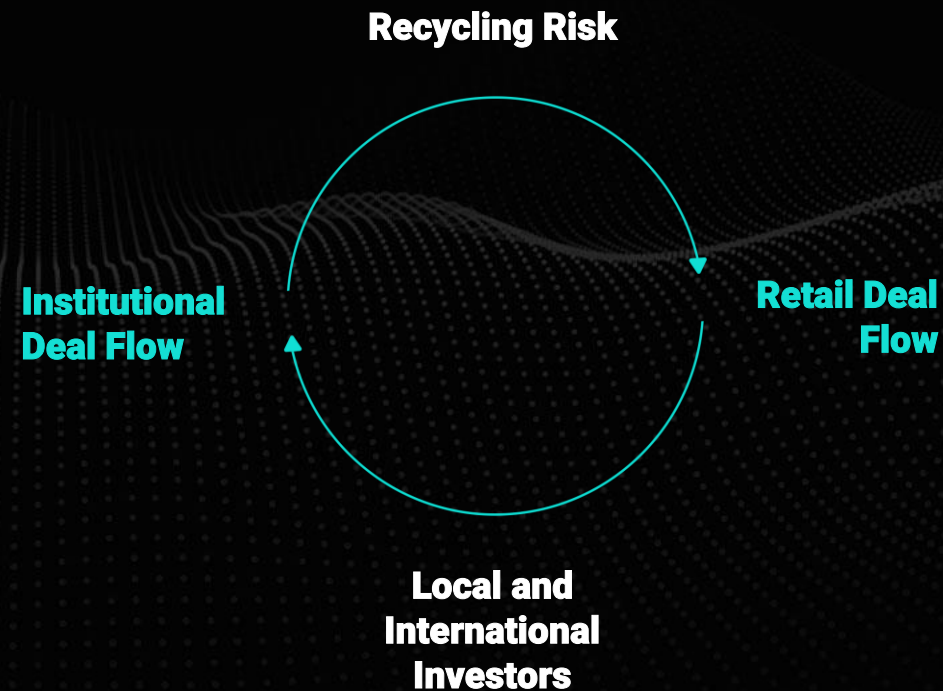 Recycling Risk
Institutional
Deal Flow
Retail Deal
Flow
Local and
International
Investors